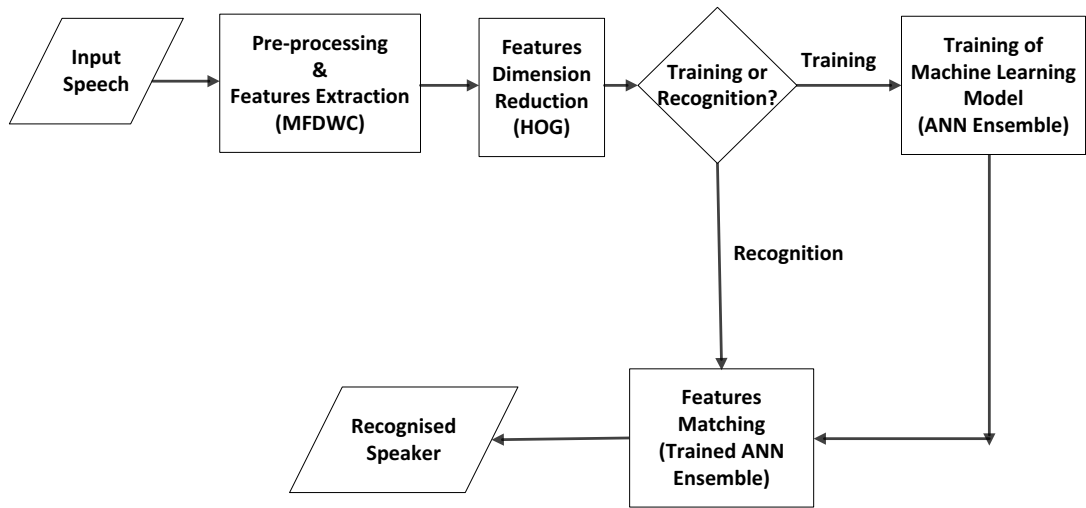 Input
Speech
Pre-processing
&
Features Extraction
(MFDWC)
Features
Dimension
Reduction
(HOG)
Training or
Recognition?
Training
Training of
Machine Learning
Model
(ANN Ensemble)
Recognition
Features
Matching
(Trained ANN
Ensemble)
Recognised
Speaker